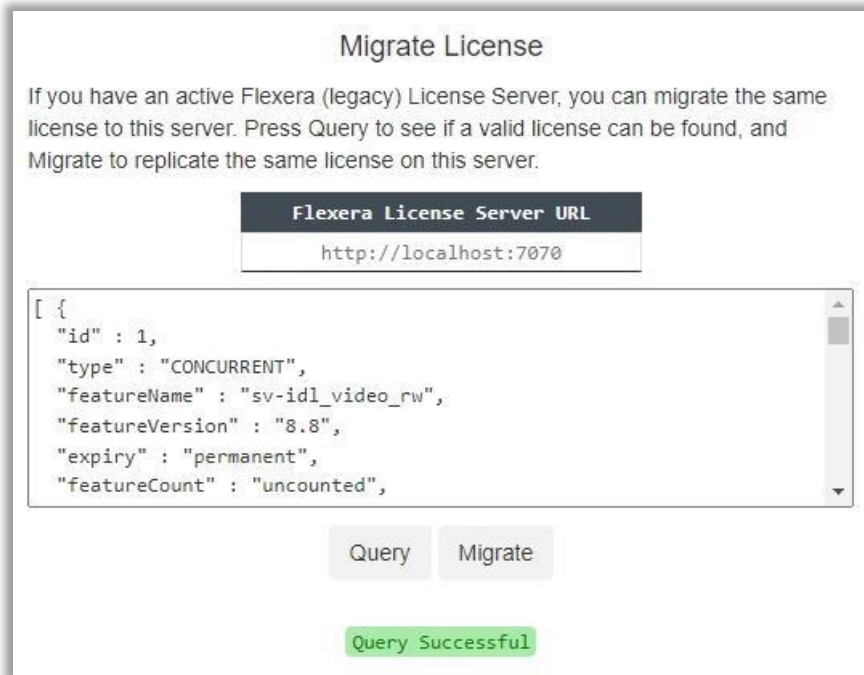 Migrate License
If you have an active Flexera (legacy) License Server, you can migrate the same
license to this server. Press Query to see if a valid license can be found, and
Migrate to replicate the same license on this server.
Flexera License Server URL
http://localhost:7070
[ {
  "id" : 1,
  "type" : "CONCURRENT",
  "featureName" : "sv-idl_video_rw",
  "featureVersion" : "8.8",
  "expiry" : "permanent",
  "featureCount" : "uncounted",
Query Migrate
Query Successful